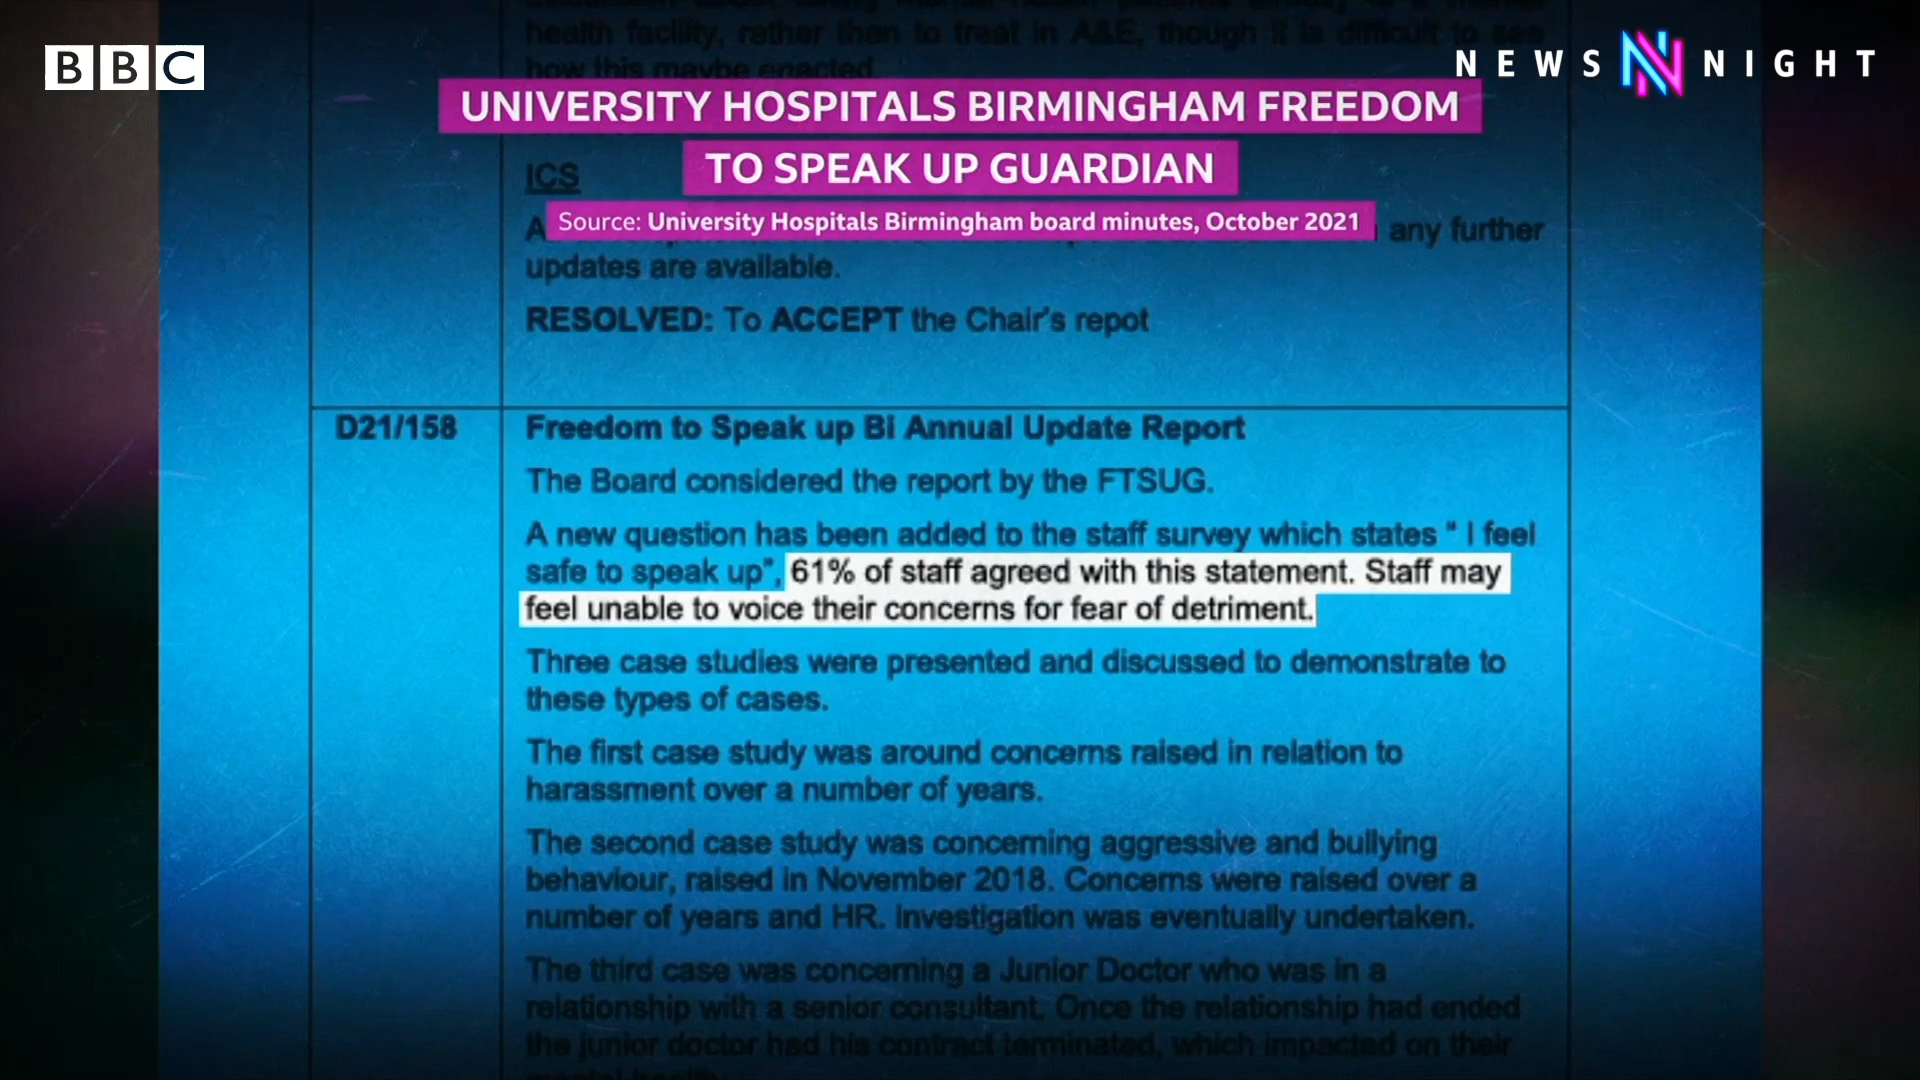 BBC
NEWS NIGHT
health facility, rather than to treat in A&E, though it is difficult to see
how this maybe enacted.
UNIVERSITY HOSPITALS BIRMINGHAM FREEDOM
TO SPEAK UP GUARDIAN
ICS
Source: University Hospitals Birmingham board minutes, October 2021
any further
updates are available.
RESOLVED: To ACCEPT the Chair's repot
D21/158
Freedom to Speak up Bi Annual Update Report
The Board considered the report by the FTSUG.
A new question has been added to the staff survey which states " I feel
safe to speak up", 61% of staff agreed with this statement. Staff may
feel unable to voice their concerns for fear of detriment.
Three case studies were presented and discussed to demonstrate to
these types of cases.
The first case study was around concerns raised in relation to
harassment over a number of years.
The second case study was concerning aggressive and bullying
behaviour, raised in November 2018. Concerns were raised over a
number of years and HR. Investigation was eventually undertaken.
The third case was concerning a Junior Doctor who was in a
relationship with a senior consultant. Once the relationship had ended
the junior doctor had his contract terminated, which impacted on their